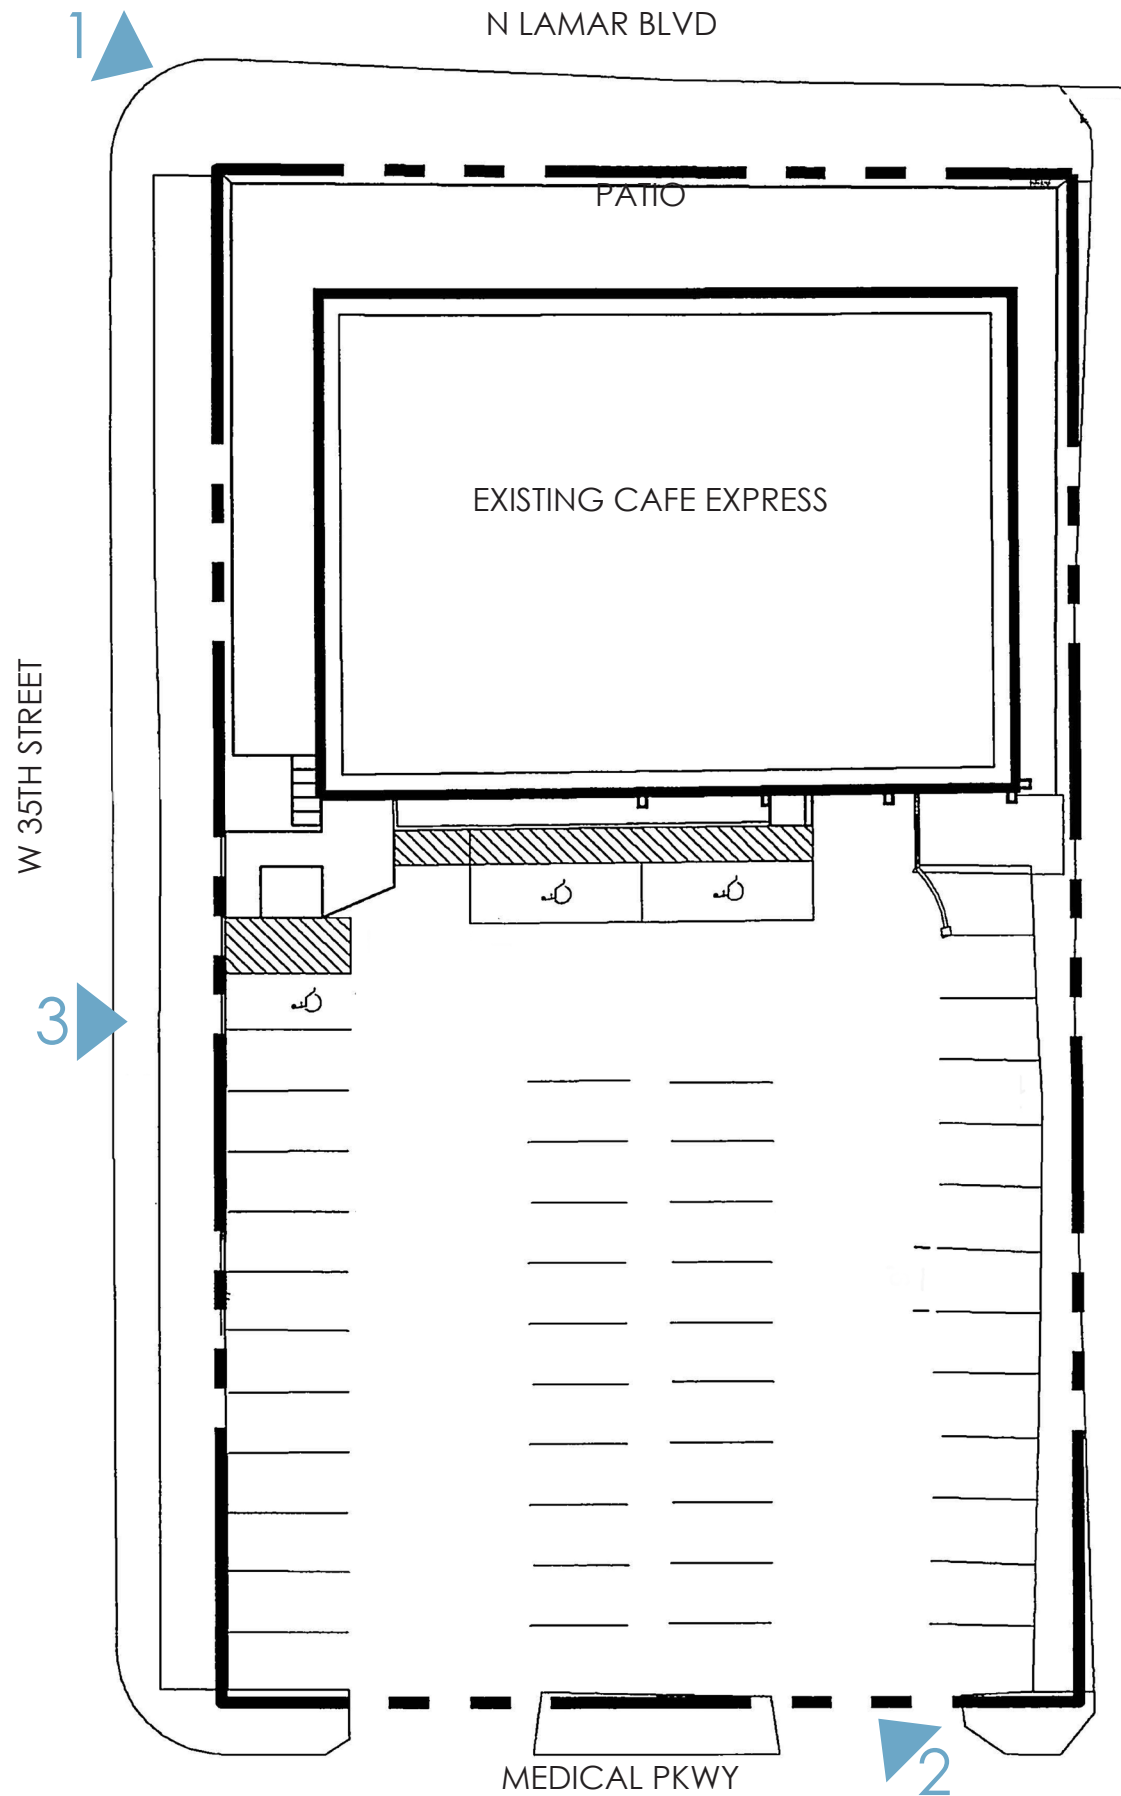 N LAMAR BLVD
1
PATIO
EXISTING CAFE EXPRESS
W 35TH STREET
3
MEDICAL PKWY
2